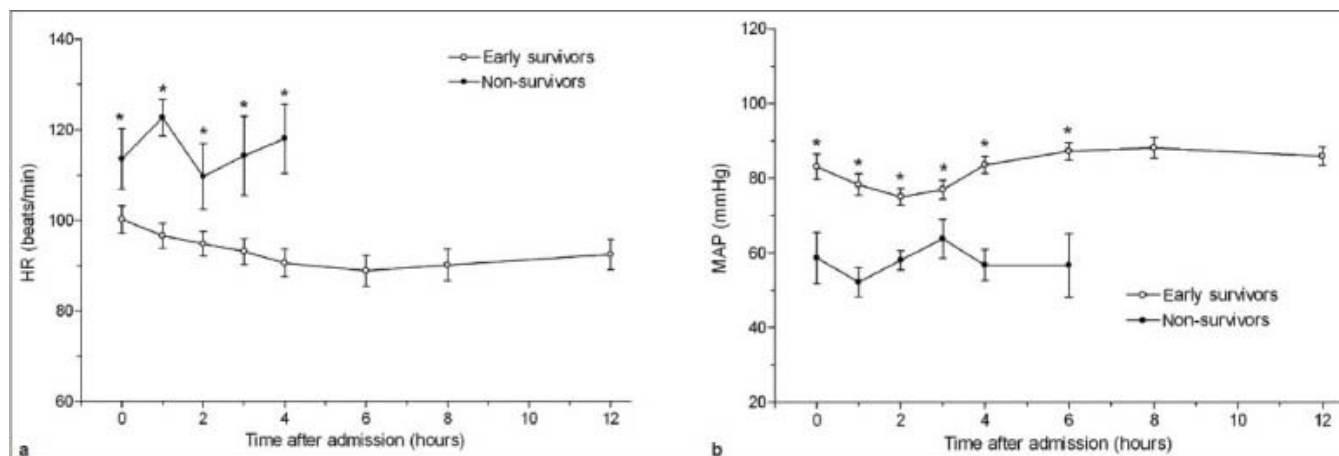 140
120
100
80
60
HR (beats/min)
Early survivors
Non-survivors
*
*
*
*
*
0 2 4 6 8 10 12
Time after admission (hours)
a
120
100
80
60
40
20
MAP (mmHg)
*
*
*
*
*
*
Early survivors
Non-survivors
0 2 4 6 8 10 12
Time after admission (hours)
b